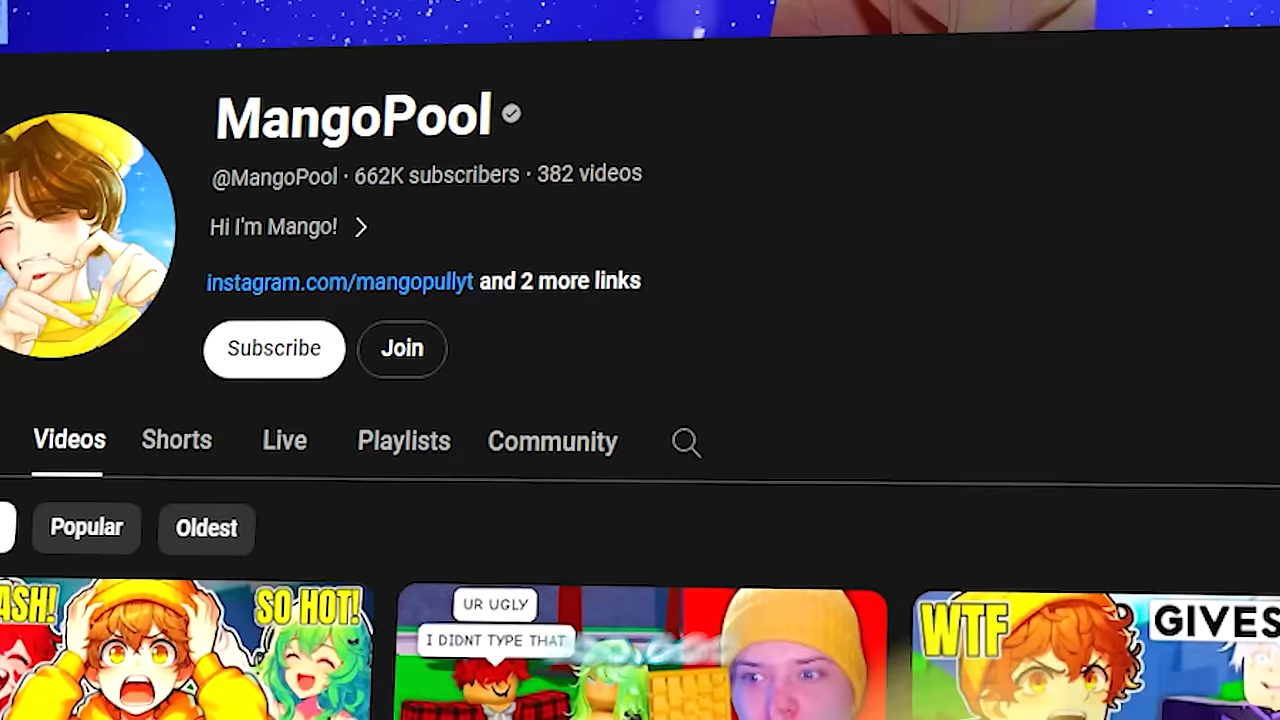 MangoPool
@MangoPool · 662K subscribers · 382 videos
Hi I'm Mango!
instagram.com/mangopullyt and 2 more links
Subscribe Join
Videos Shorts Live Playlists Community
Popular Oldest
ASH! SO HOT! UR UGLY WTF GIVES
I DIDNT TYPE THAT